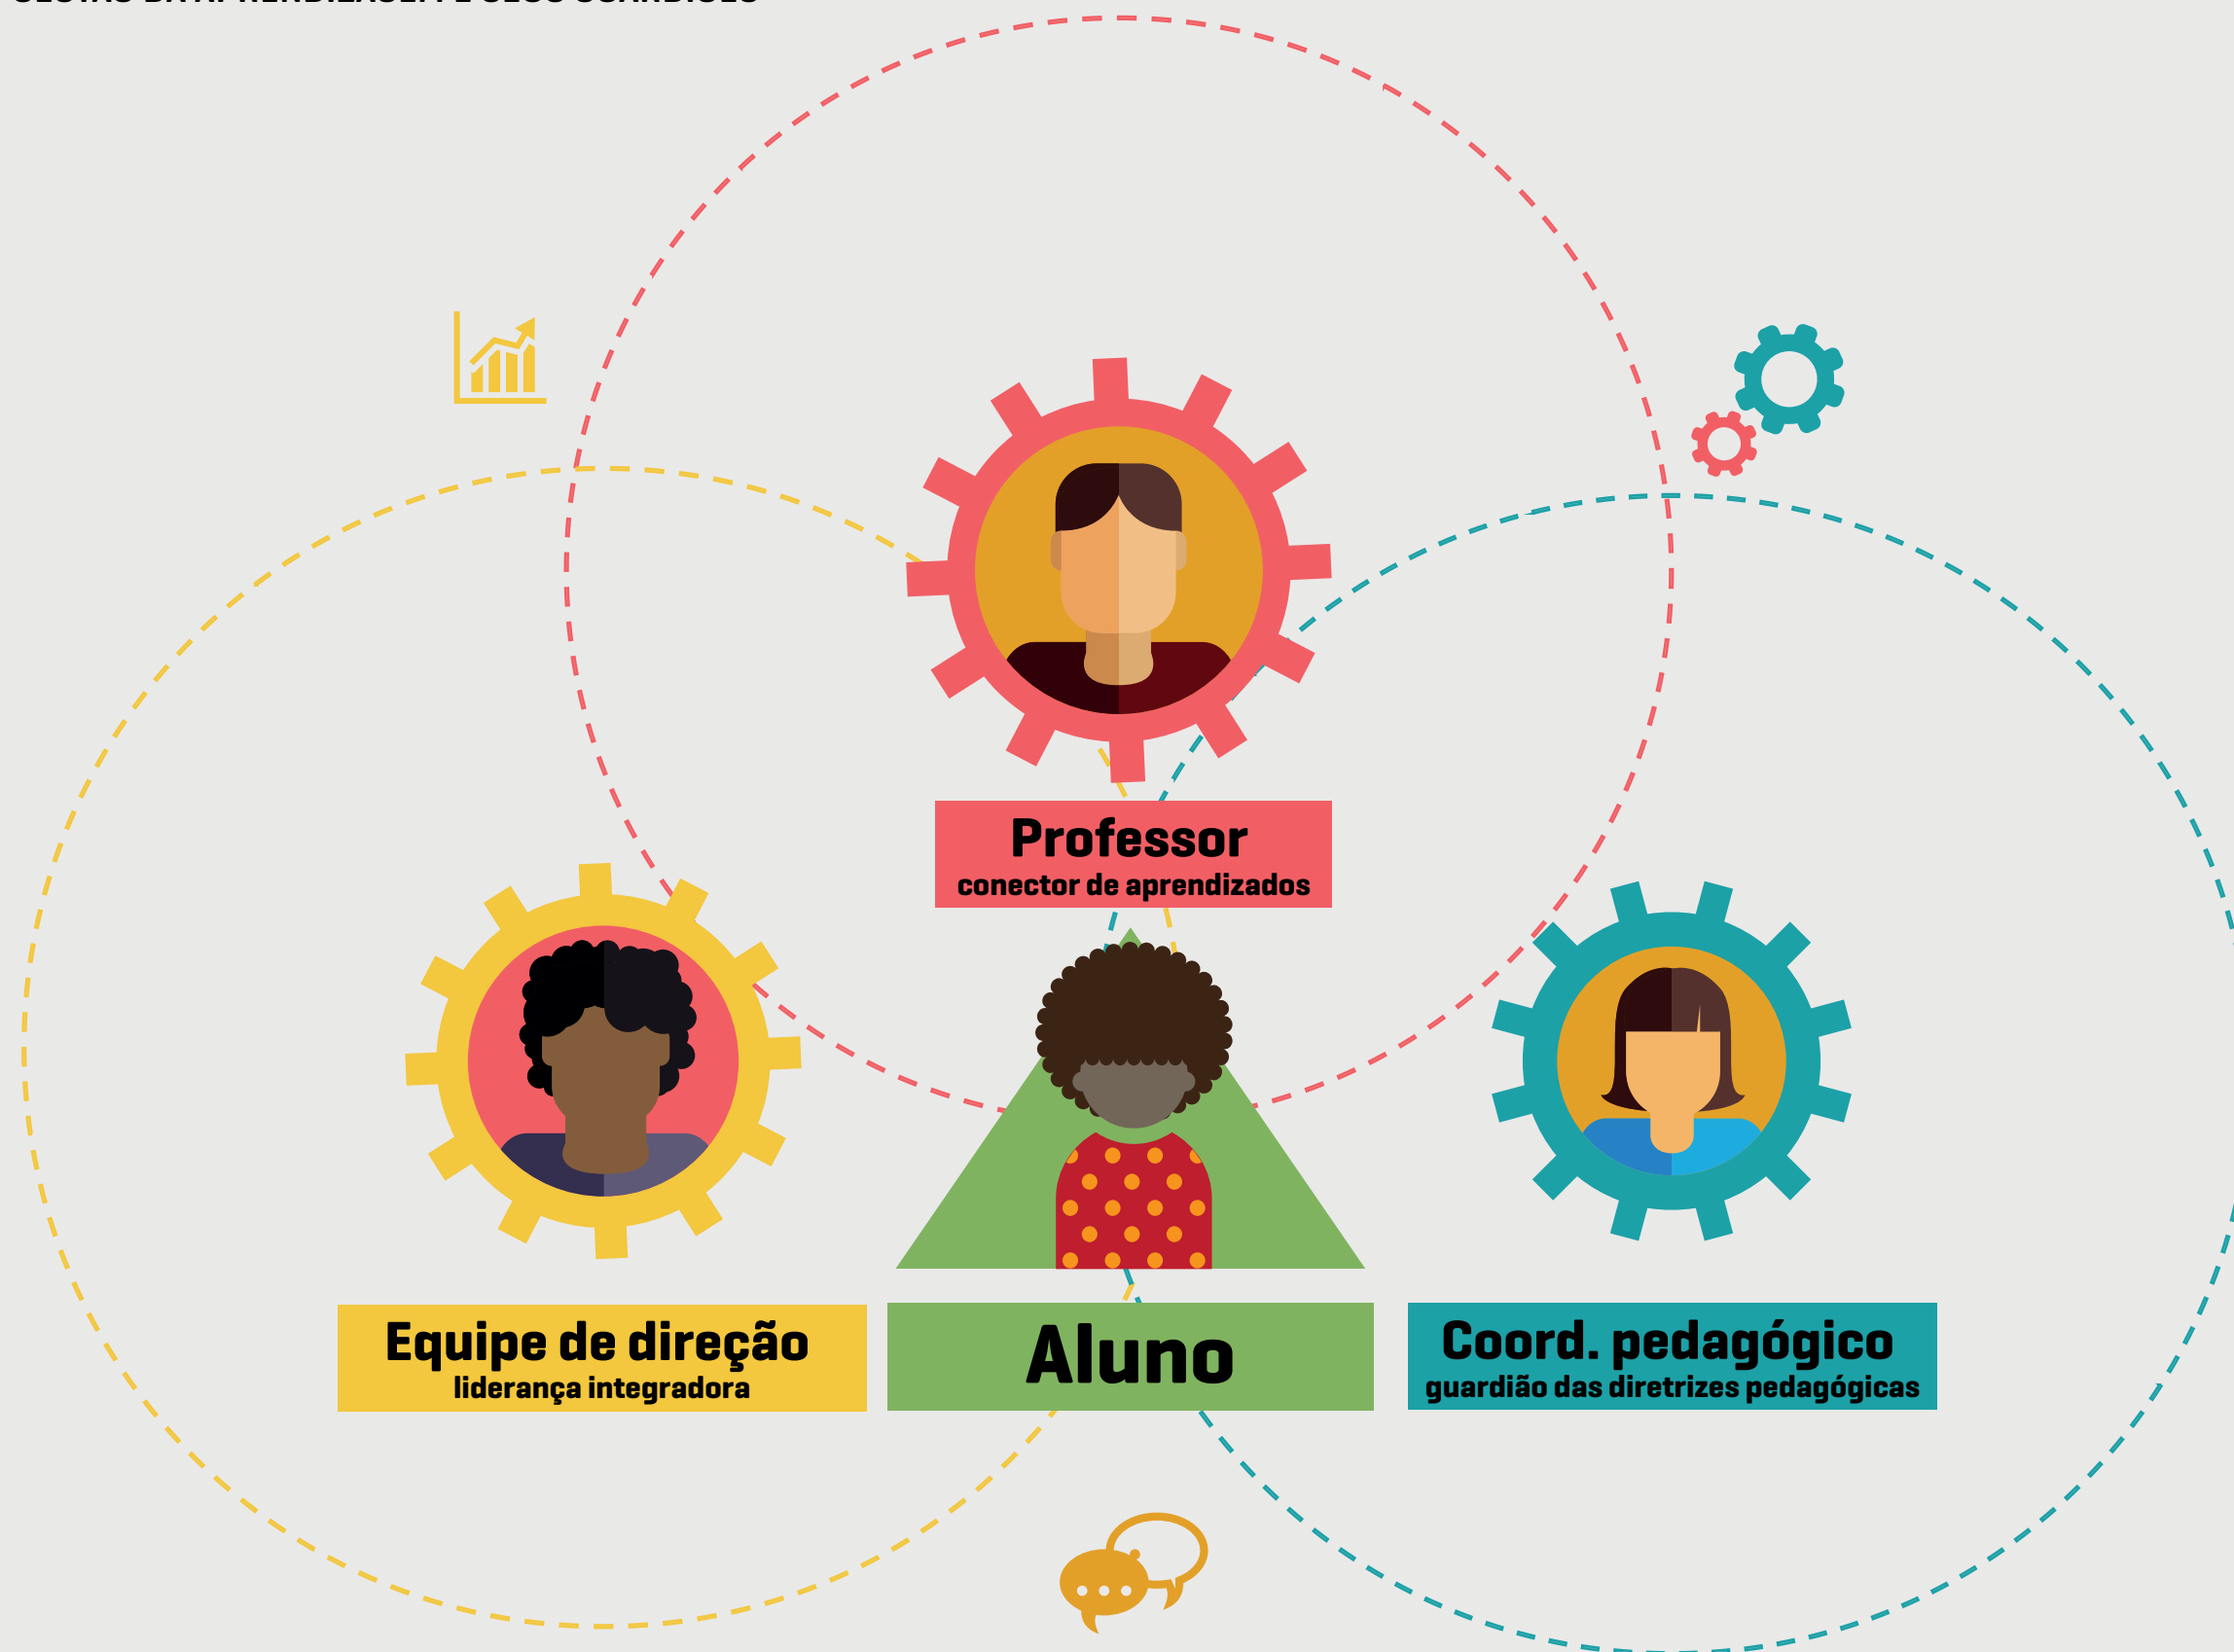 Professor
conector de aprendizados
Equipe de direção
liderança integradora
Aluno
Coord. pedagógico
guardião das diretrizes pedagógicas